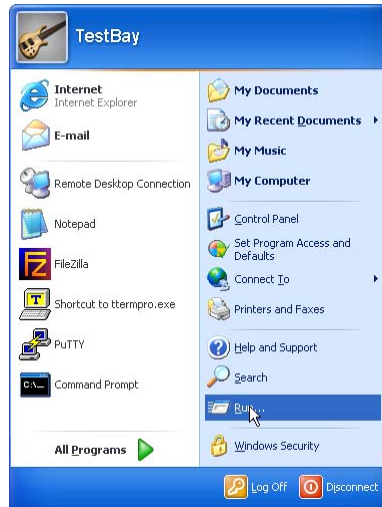 TestBay
Internet
Internet Explorer
E-mail
Remote Desktop Connection
Notepad
FileZilla
Shortcut to ttermpro.exe
PuTTY
C:\_
Command Prompt
All Programs
My Documents
My Recent Documents
My Music
My Computer
Control Panel
Set Program Access and
Defaults
Connect To
Printers and Faxes
Help and Support
Search
Run...
Windows Security
Log Off
Disconnect